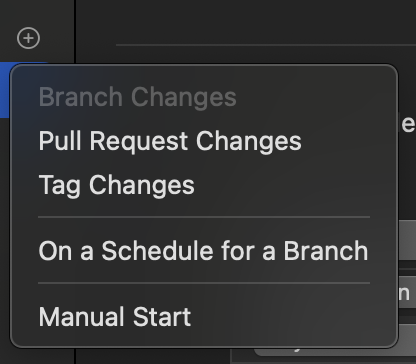 Branch Changes
Pull Request Changes
Tag Changes
On a Schedule for a Branch
Manual Start